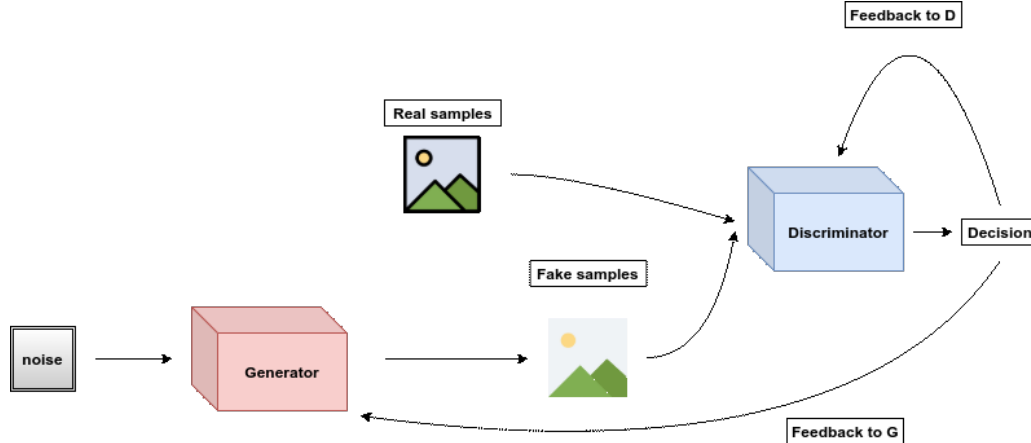 Feedback to D
Real samples
Discriminator
Decision
Fake samples
noise
Generator
Feedback to G